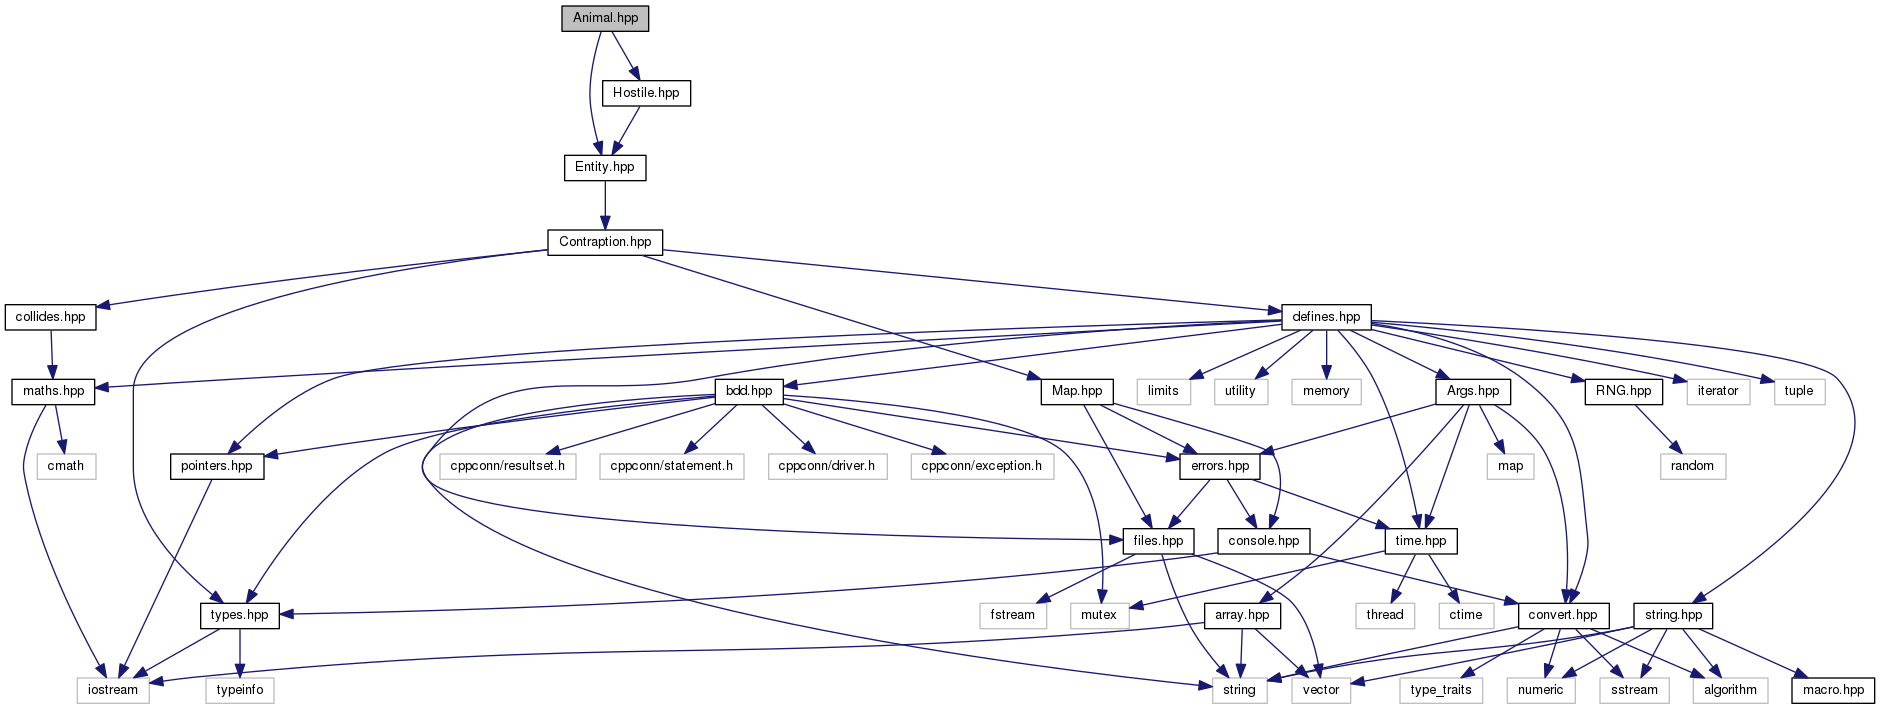 Animal.hpp
Hostile.hpp
Entity.hpp
Contraption.hpp
collides.hpp
defines.hpp
maths.hpp
bdd.hpp
Map.hpp
limits
utility
memory
Args.hpp
RNG.hpp
iterator
tuple
cmath
pointers.hpp
cppconn/resultset.h
cppconn/statement.h
cppconn/driver.h
cppconn/exception.h
errors.hpp
map
random
files.hpp
console.hpp
time.hpp
types.hpp
fstream
mutex
array.hpp
thread
ctime
convert.hpp
string.hpp
iostream
typeinfo
string
vector
type_traits
numeric
sstream
algorithm
macro.hpp